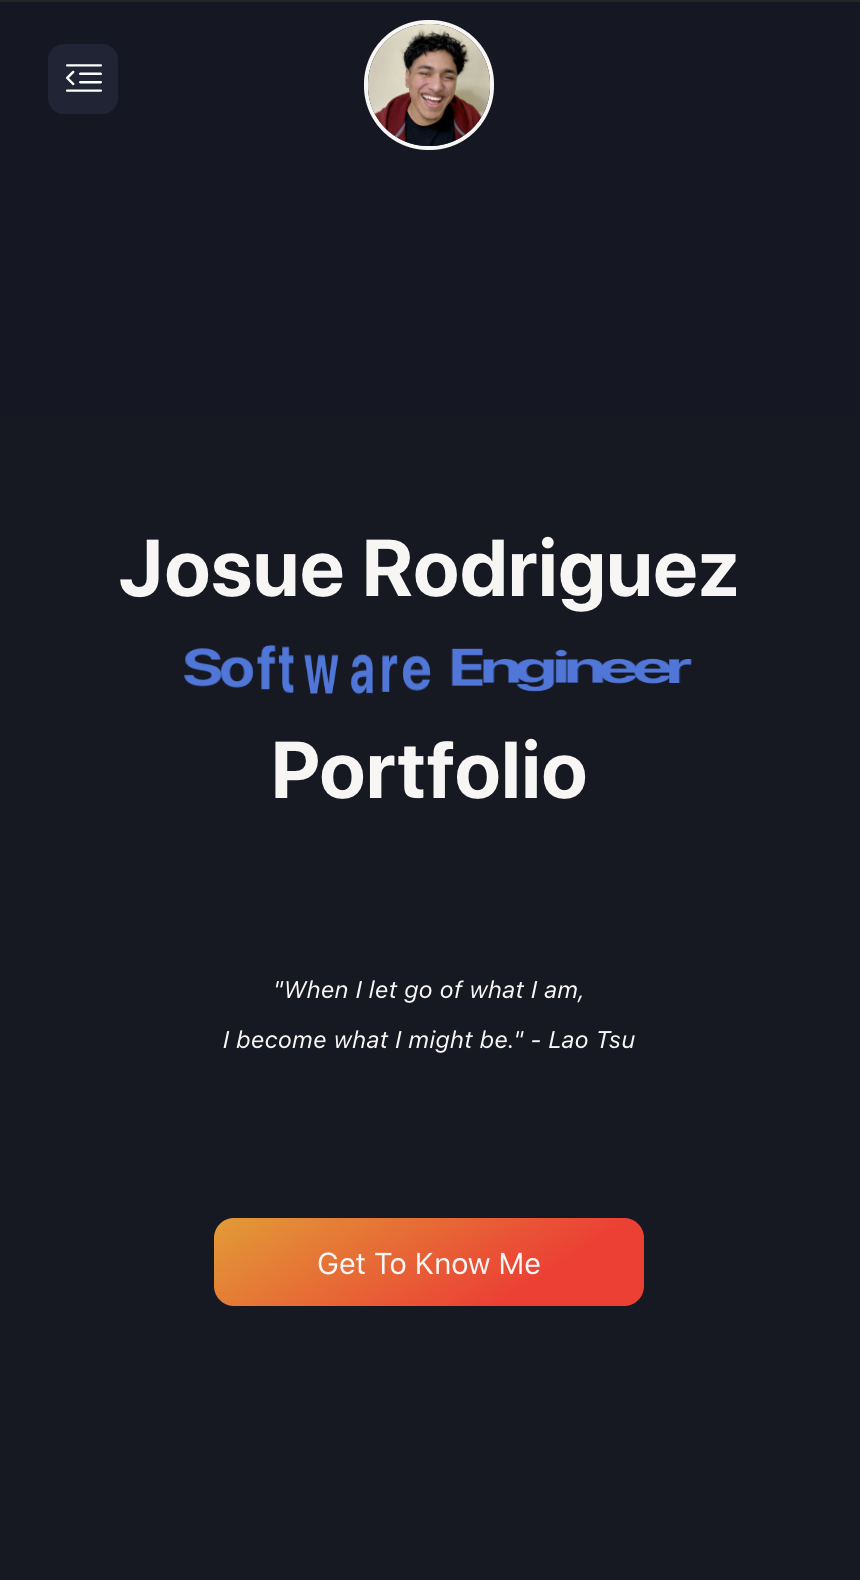 Josue Rodriguez
Software Engineer
Portfolio
"When I let go of what I am,
I become what I might be." - Lao Tsu
Get To Know Me